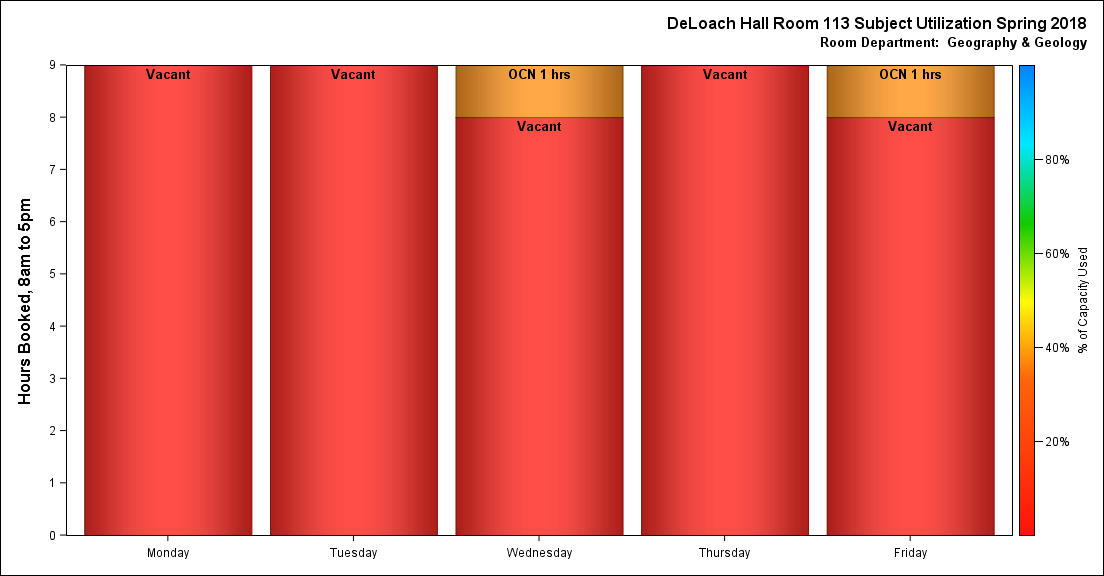 DeLoach Hall Room 113 Subject Utilization Spring 2018
Room Department:  Geography & Geology
Hours Booked, 8am to 5pm
9
8
7
6
5
4
3
2
1
0
Vacant
Vacant
OCN 1 hrs
Vacant
Vacant
OCN 1 hrs
Vacant
Monday
Tuesday
Wednesday
Thursday
Friday
80%
60%
40%
20%
% of Capacity Used